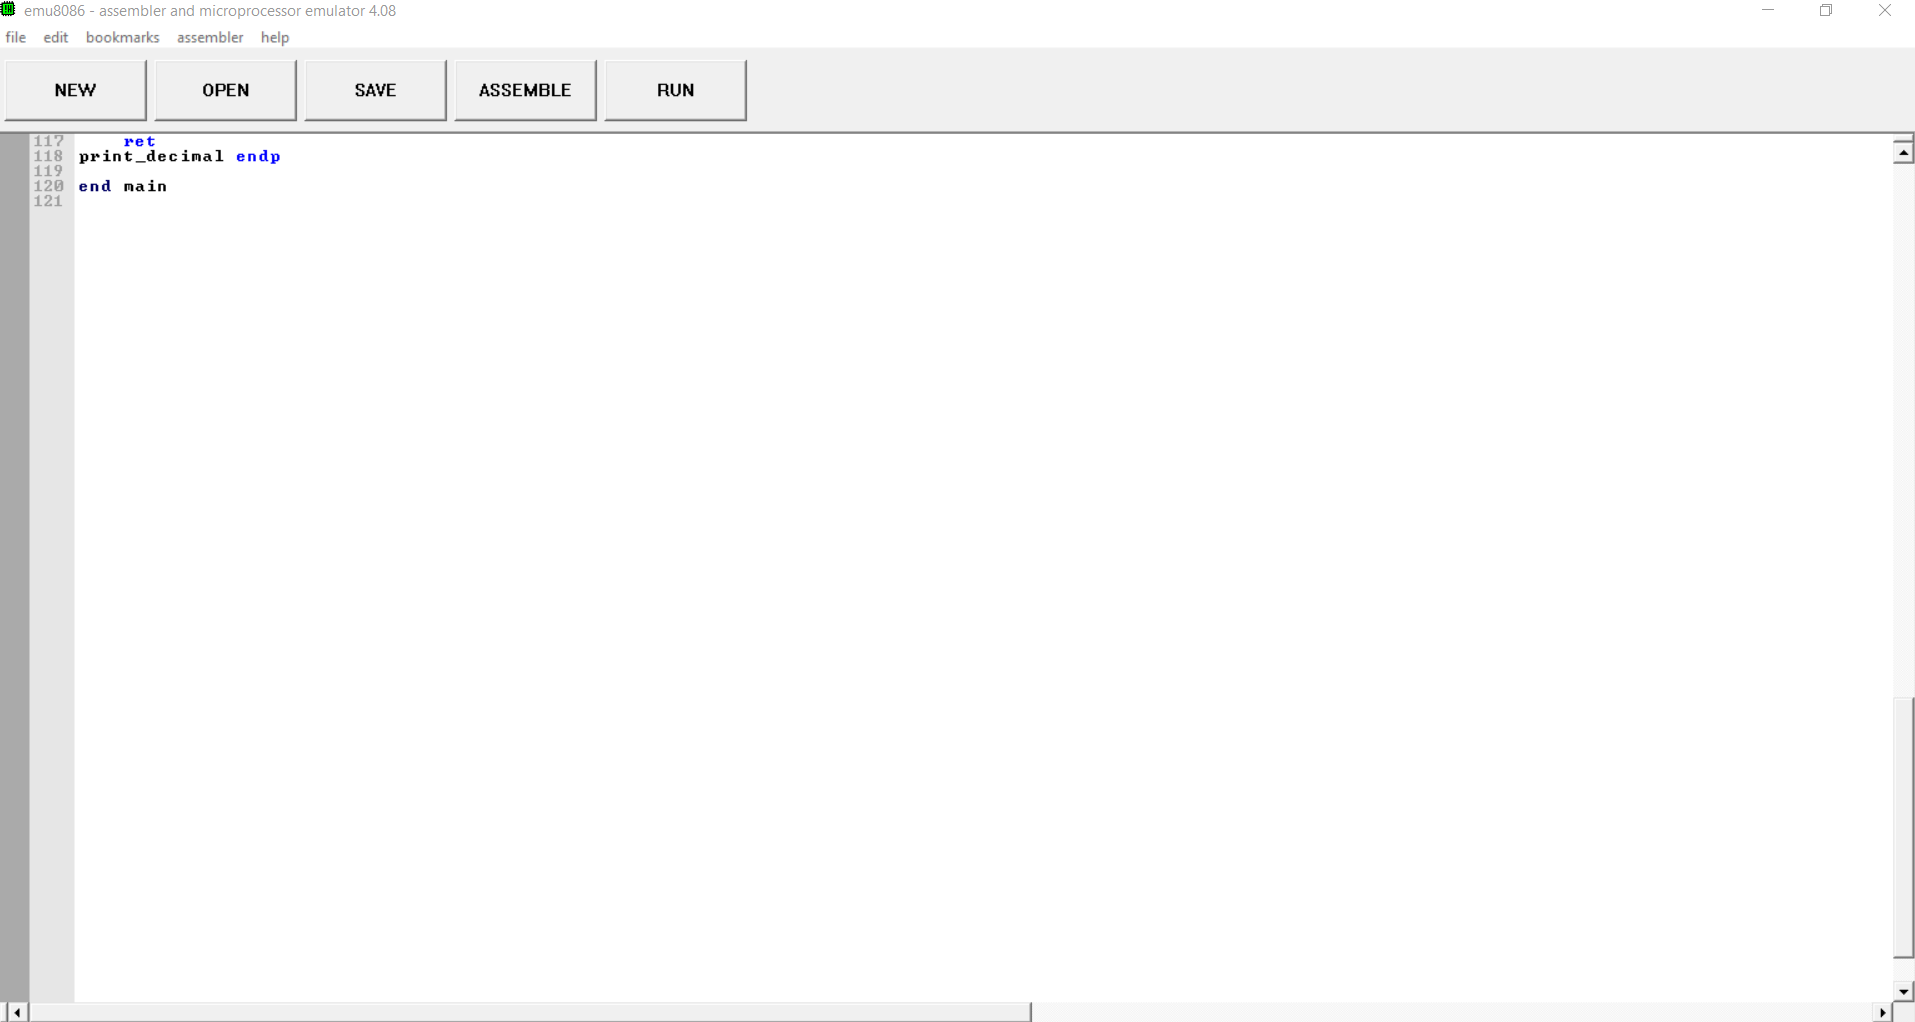 emu8086 - assembler and microprocessor emulator 4.08
file edit bookmarks assembler help
NEW OPEN SAVE ASSEMBLE RUN
117 ret
118 print_decimal endp
119
120 end main
121